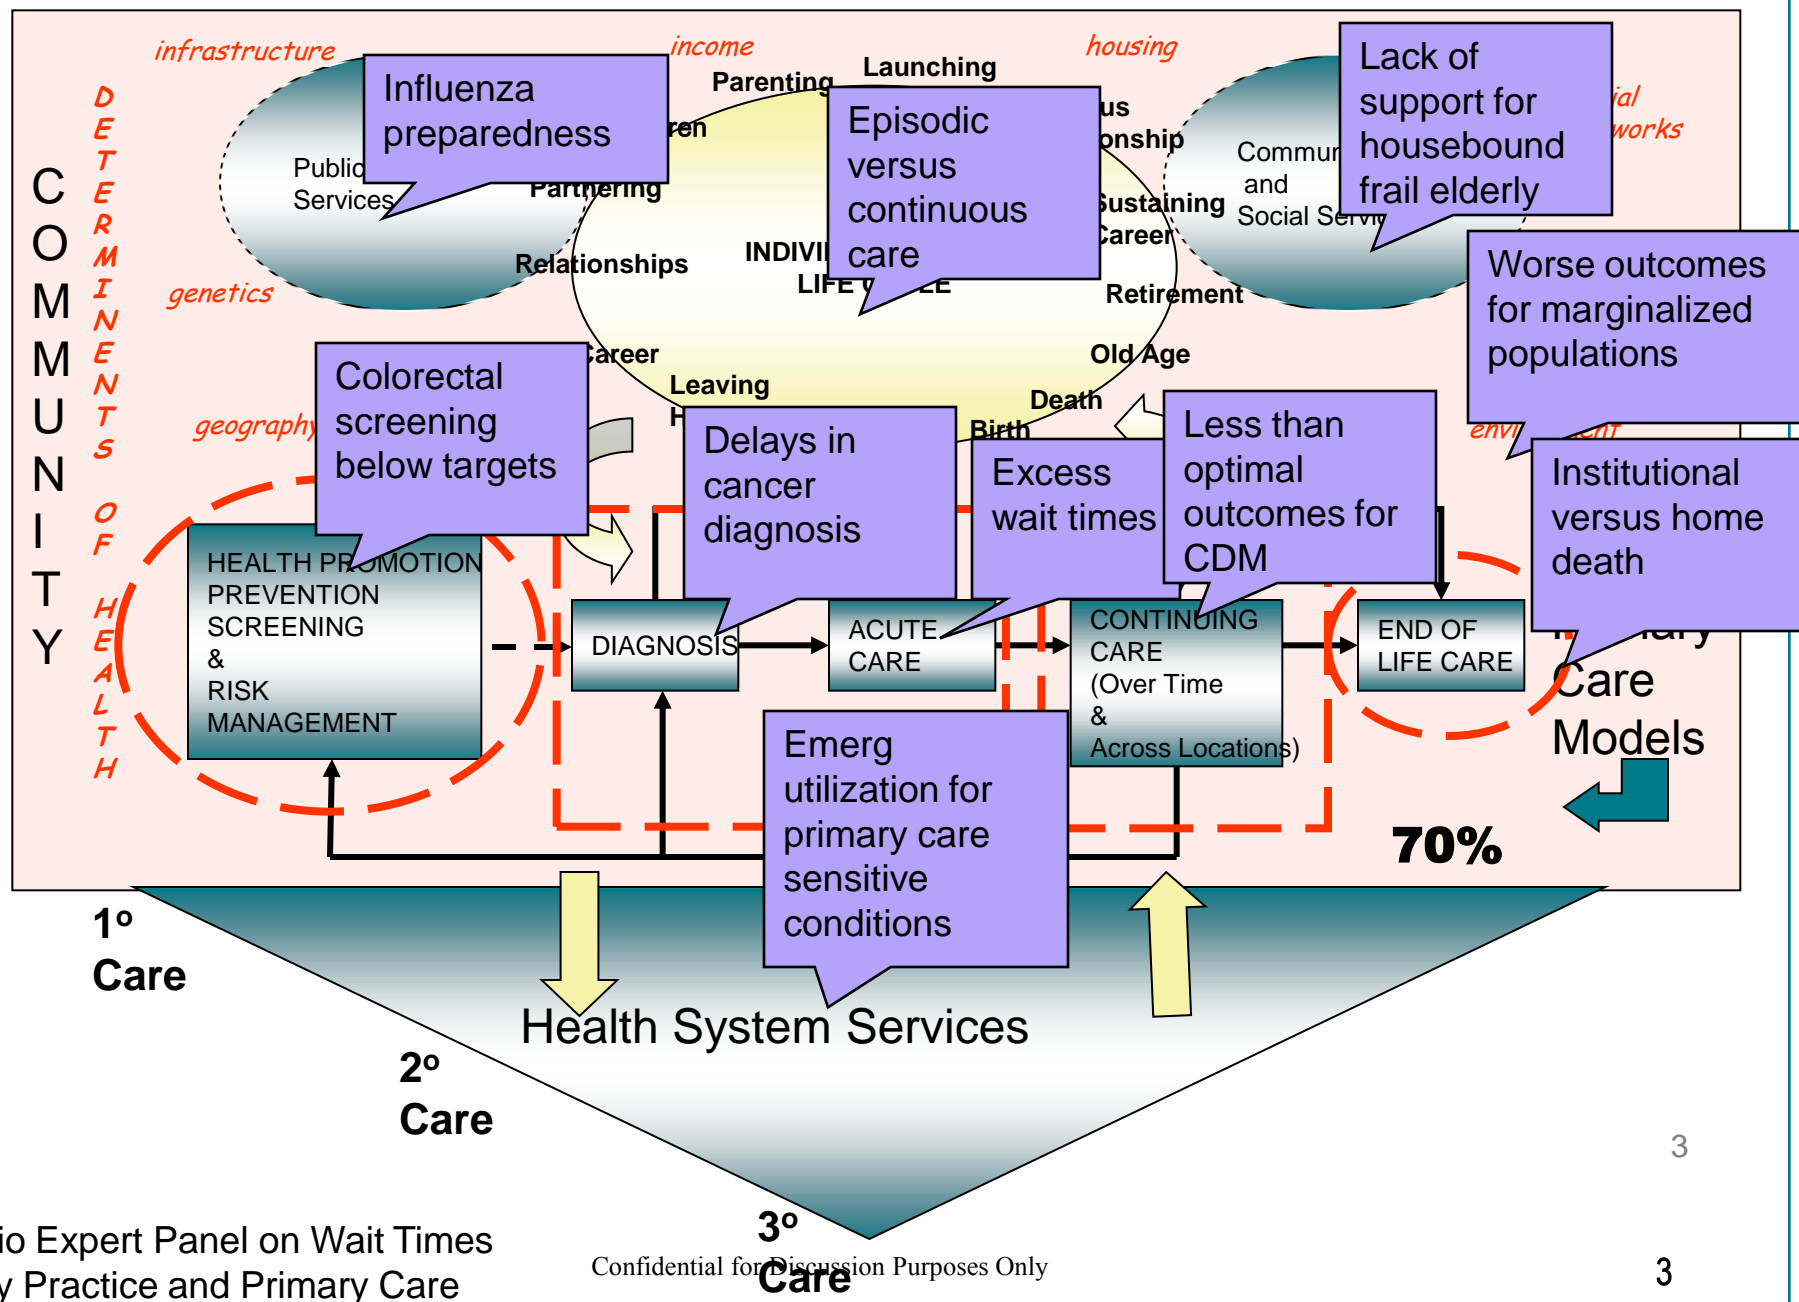 infrastructure
income
housing
Influenza
preparedness
Parenting
Launching
Episodic
versus
continuous
care
Lack of
support for
housebound
frail elderly
COMMUNITY
DETERMINENTS OF HEALTH
Public
Services
Partnering
Relationships
LIFE
Sustaining
Career
Retirement
and
Social
genetics
Worse outcomes
for marginalized
populations
Career
Leaving
Old Age
Death
Birth
geography
Colorectal
screening
below targets
Delays in
cancer
diagnosis
Excess
wait times
Less than
optimal
outcomes for
CDM
Institutional
versus home
death
HEALTH PROMOTION
PREVENTION
SCREENING
&
RISK
MANAGEMENT
DIAGNOSIS
ACUTE
CARE
CONTINUING
CARE
(Over Time
&
Across Locations)
END OF
LIFE CARE
Care
Models
70%
Emerg
utilization for
primary care
sensitive
conditions
1o
Care
Health System Services
2o
Care
3o
Care
3
Expert Panel on Wait Times
Practice and Primary Care
Confidential for Discussion Purposes Only
3